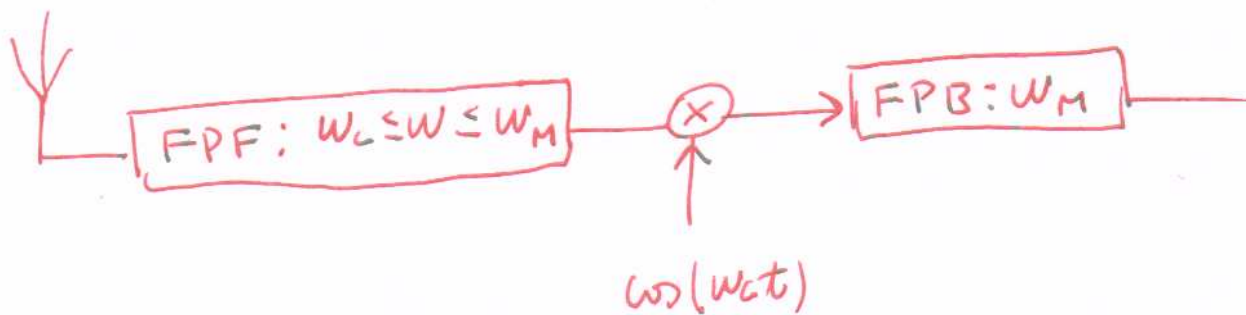 FPF: Wc ≤ W ≤ WM
×
FPB: WM
cos(Wct)